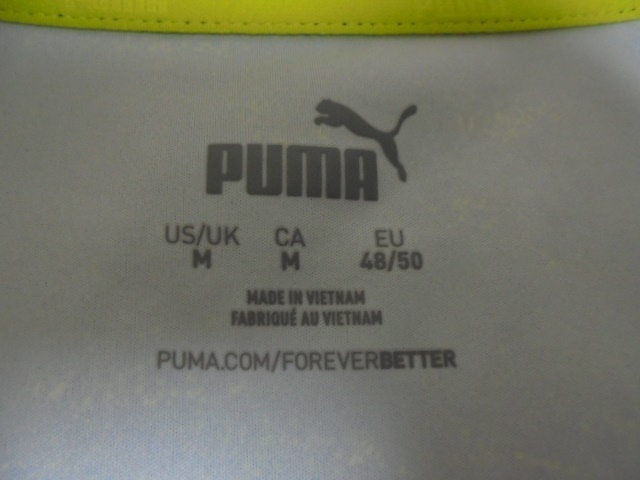 PUMA
US/UK CA EU
M M 48/50
MADE IN VIETNAM
FABRIQUÉ AU VIETNAM
PUMA.COM/FOREVERBETTER